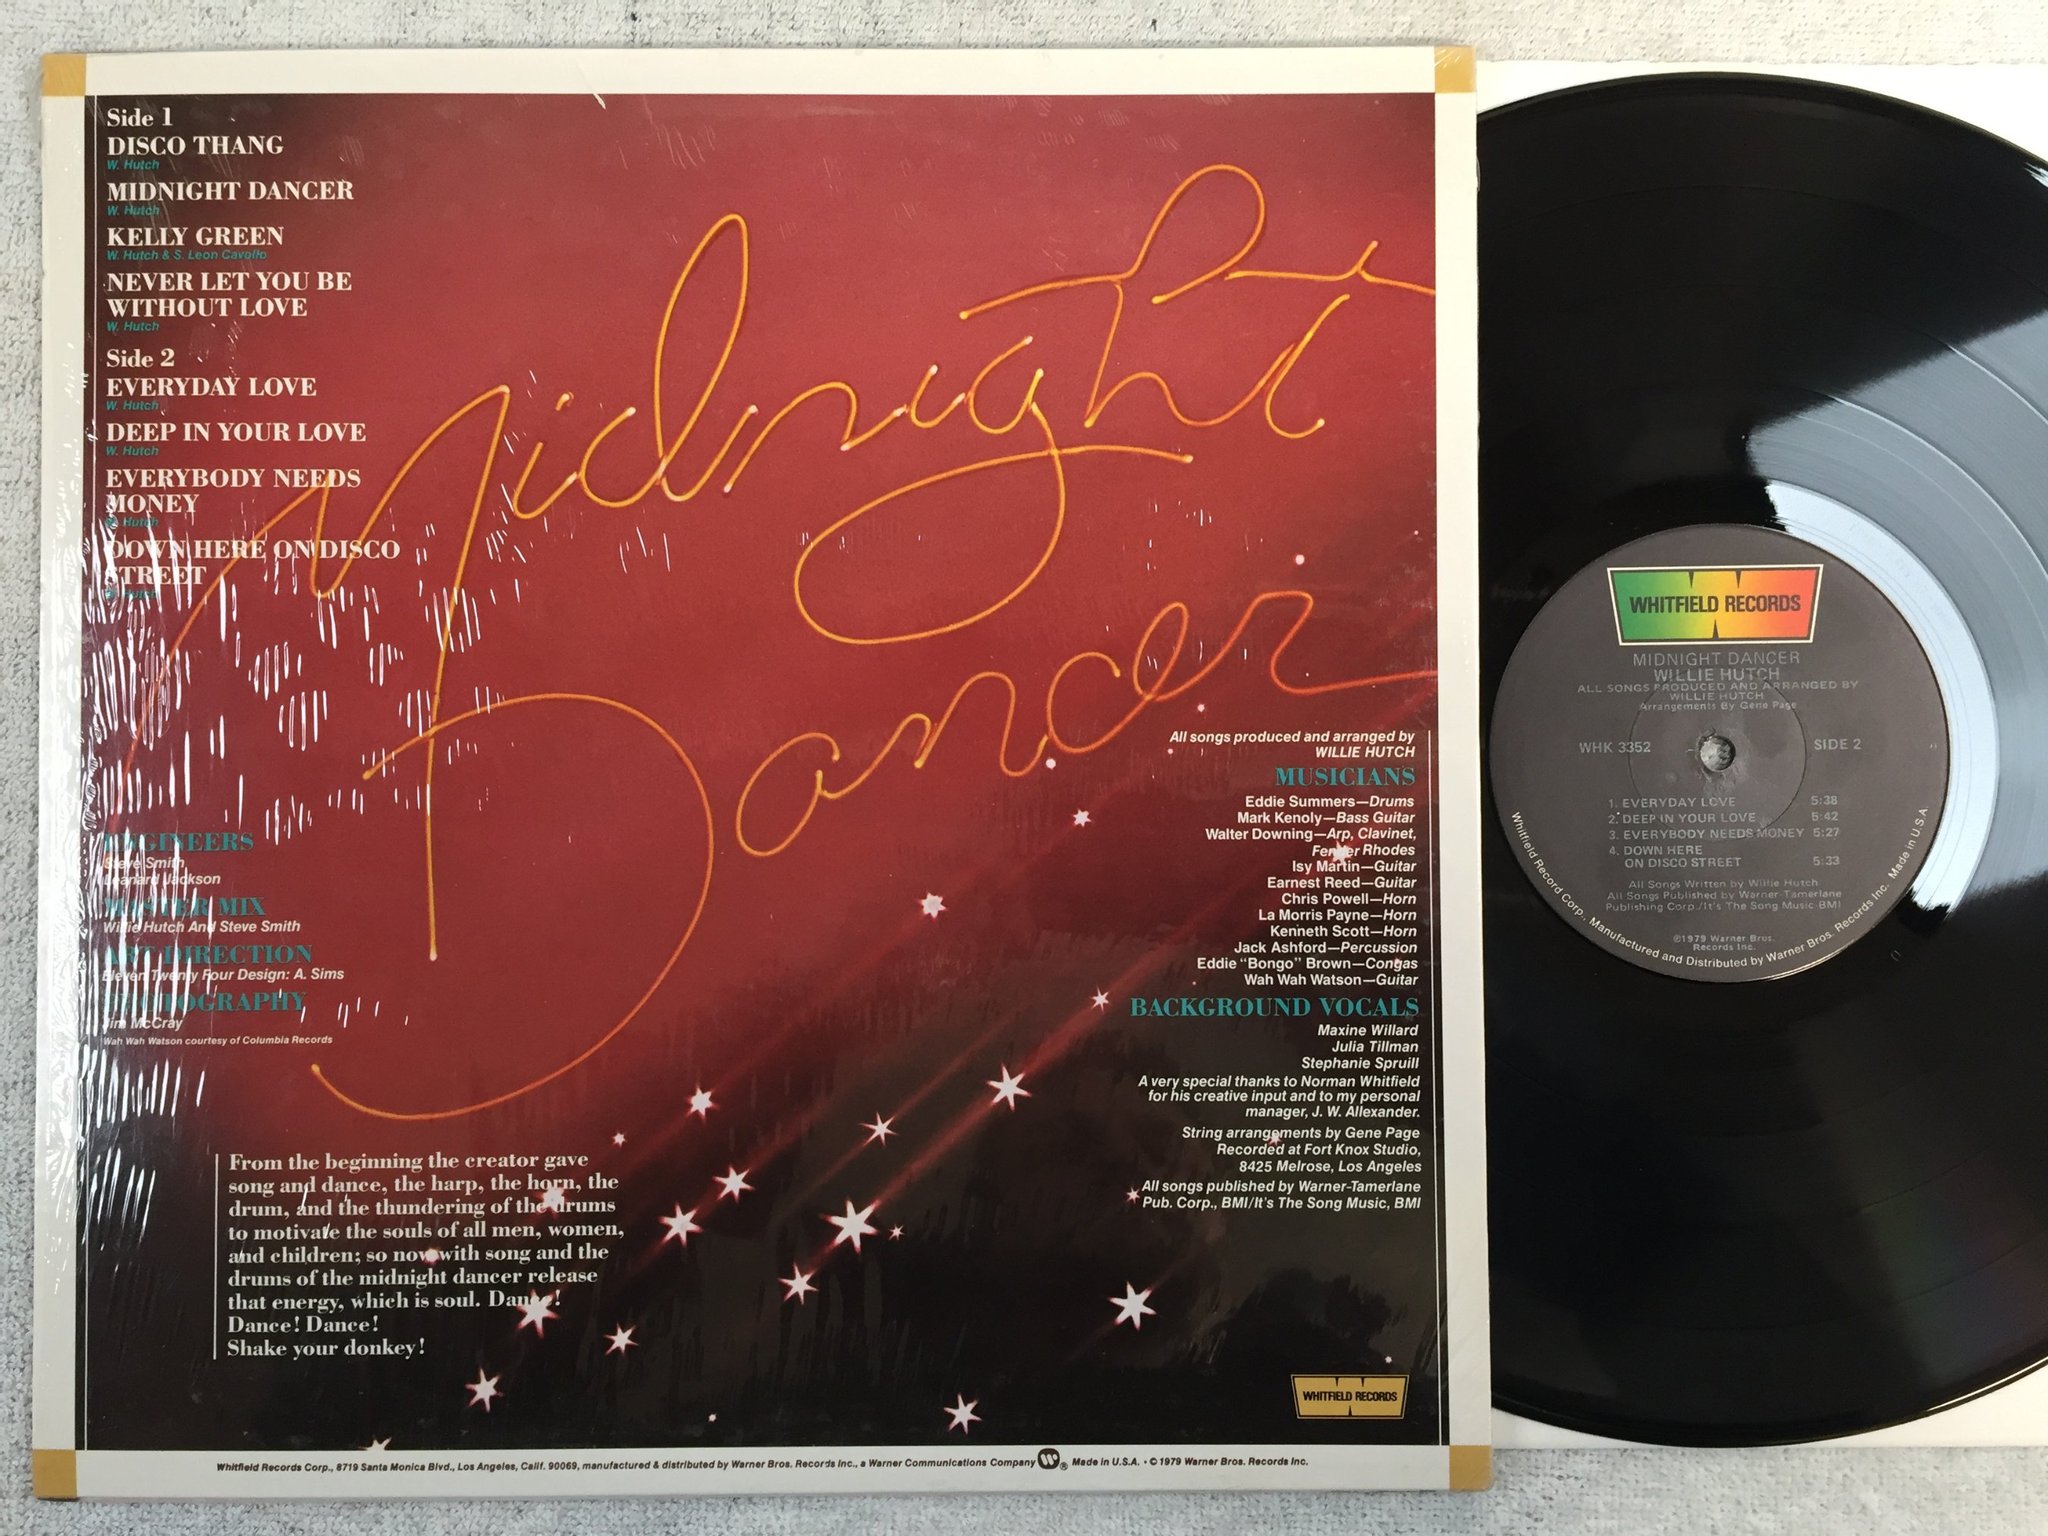 Side 1
DISCO THANG
W. Hutch
MIDNIGHT DANCER
W. Hutch
KELLY GREEN
W. Hutch & S. Leon Cavollo
NEVER LET YOU BE
WITHOUT LOVE
W. Hutch
Side 2
EVERYDAY LOVE
W. Hutch
DEEP IN YOUR LOVE
W. Hutch
EVERYBODY NEEDS
MONEY
W. Hutch
DOWN HERE ON DISCO
STREET
W. Hutch
Midnight
Dancer
ENGINEERS
Steve Smith
Leanard Jackson
MASTER MIX
Willie Hutch And Steve Smith
ART DIRECTION
Eleven Twenty Four Design: A. Sims
PHOTOGRAPHY
Jim McCray
Wah Wah Watson courtesy of Columbia Records
From the beginning the creator gave
song and dance, the harp, the horn, the
drum, and the thundering of the drums
to motivate the souls of all men, women,
and children; so now with song and the
drums of the midnight dancer release
that energy, which is soul. Dance!
Dance! Dance!
Shake your donkey!
All songs produced and arranged by
WILLIE HUTCH
MUSICIANS
Eddie Summers—Drums
Mark Kenoly—Bass Guitar
Walter Downing—Arp, Clavinet,
Fender Rhodes
Isy Martin—Guitar
Earnest Reed—Guitar
Chris Powell—Horn
La Morris Payne—Horn
Kenneth Scott—Horn
Jack Ashford—Percussion
Eddie "Bongo" Brown—Congas
Wah Wah Watson—Guitar
BACKGROUND VOCALS
Maxine Willard
Julia Tillman
Stephanie Spruill
A very special thanks to Norman Whitfield
for his creative input and to my personal
manager, J. W. Allexander.
String arrangements by Gene Page
Recorded at Fort Knox Studio,
8425 Melrose, Los Angeles
All songs published by Warner-Tamerlane
Pub. Corp., BMI/It's The Song Music, BMI
WHITFIELD RECORDS
Whitfield Records Corp., 8719 Santa Monica Blvd., Los Angeles, Calif. 90069, manufactured & distributed by Warner Bros. Records Inc., a Warner Communications Company ® Made in U.S.A. • © 1979 Warner Bros. Records Inc.
WHITFIELD RECORDS
MIDNIGHT DANCER
WILLIE HUTCH
ALL SONGS PRODUCED AND ARRANGED BY
WILLIE HUTCH
Arrangements By Gene Page
WHK 3352 SIDE 2
1. EVERYDAY LOVE 5:38
2. DEEP IN YOUR LOVE 5:42
3. EVERYBODY NEEDS MONEY 5:27
4. DOWN HERE
ON DISCO STREET 5:33
All Songs Written by Willie Hutch
All Songs Published by Warner Tamerlane
Publishing Corp./It's The Song Music BMI
℗1979 Warner Bros.
Records Inc.
Whitfield Record Corp., Manufactured and Distributed by Warner Bros. Records Inc. Made in U.S.A.